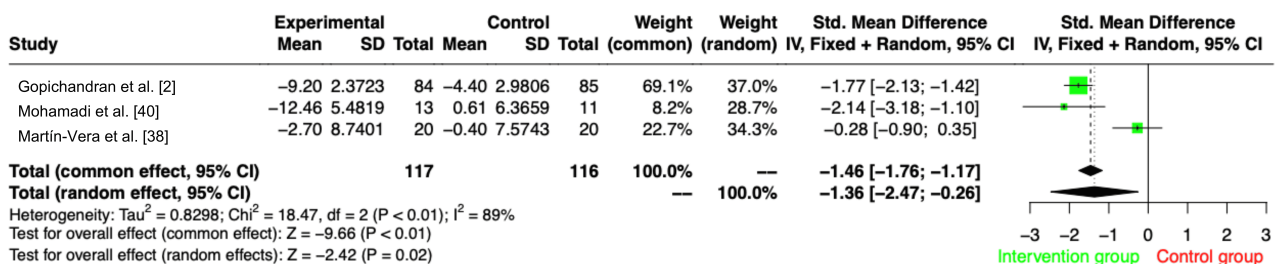 Experimental Control Weight Weight Std. Mean Difference Std. Mean Difference
Study Mean SD Total Mean SD Total (common) (random) IV, Fixed + Random, 95% CI IV, Fixed + Random, 95% CI
Gopichandran et al. [2] −9.20 2.3723 84 −4.40 2.9806 85 69.1% 37.0% −1.77 [−2.13; −1.42]
Mohamadi et al. [40] −12.46 5.4819 13 0.61 6.3659 11 8.2% 28.7% −2.14 [−3.18; −1.10]
Martín-Vera et al. [38] −2.70 8.7401 20 −0.40 7.5743 20 22.7% 34.3% −0.28 [−0.90; 0.35]
Total (common effect, 95% CI) 117 116 100.0% −− −1.46 [−1.76; −1.17]
Total (random effect, 95% CI) −− 100.0% −1.36 [−2.47; −0.26]
Heterogeneity: Tau² = 0.8298; Chi² = 18.47, df = 2 (P < 0.01); I² = 89%
Test for overall effect (common effect): Z = −9.66 (P < 0.01)
Test for overall effect (random effects): Z = −2.42 (P = 0.02)
−3 −2 −1 0 1 2 3
Intervention group Control group